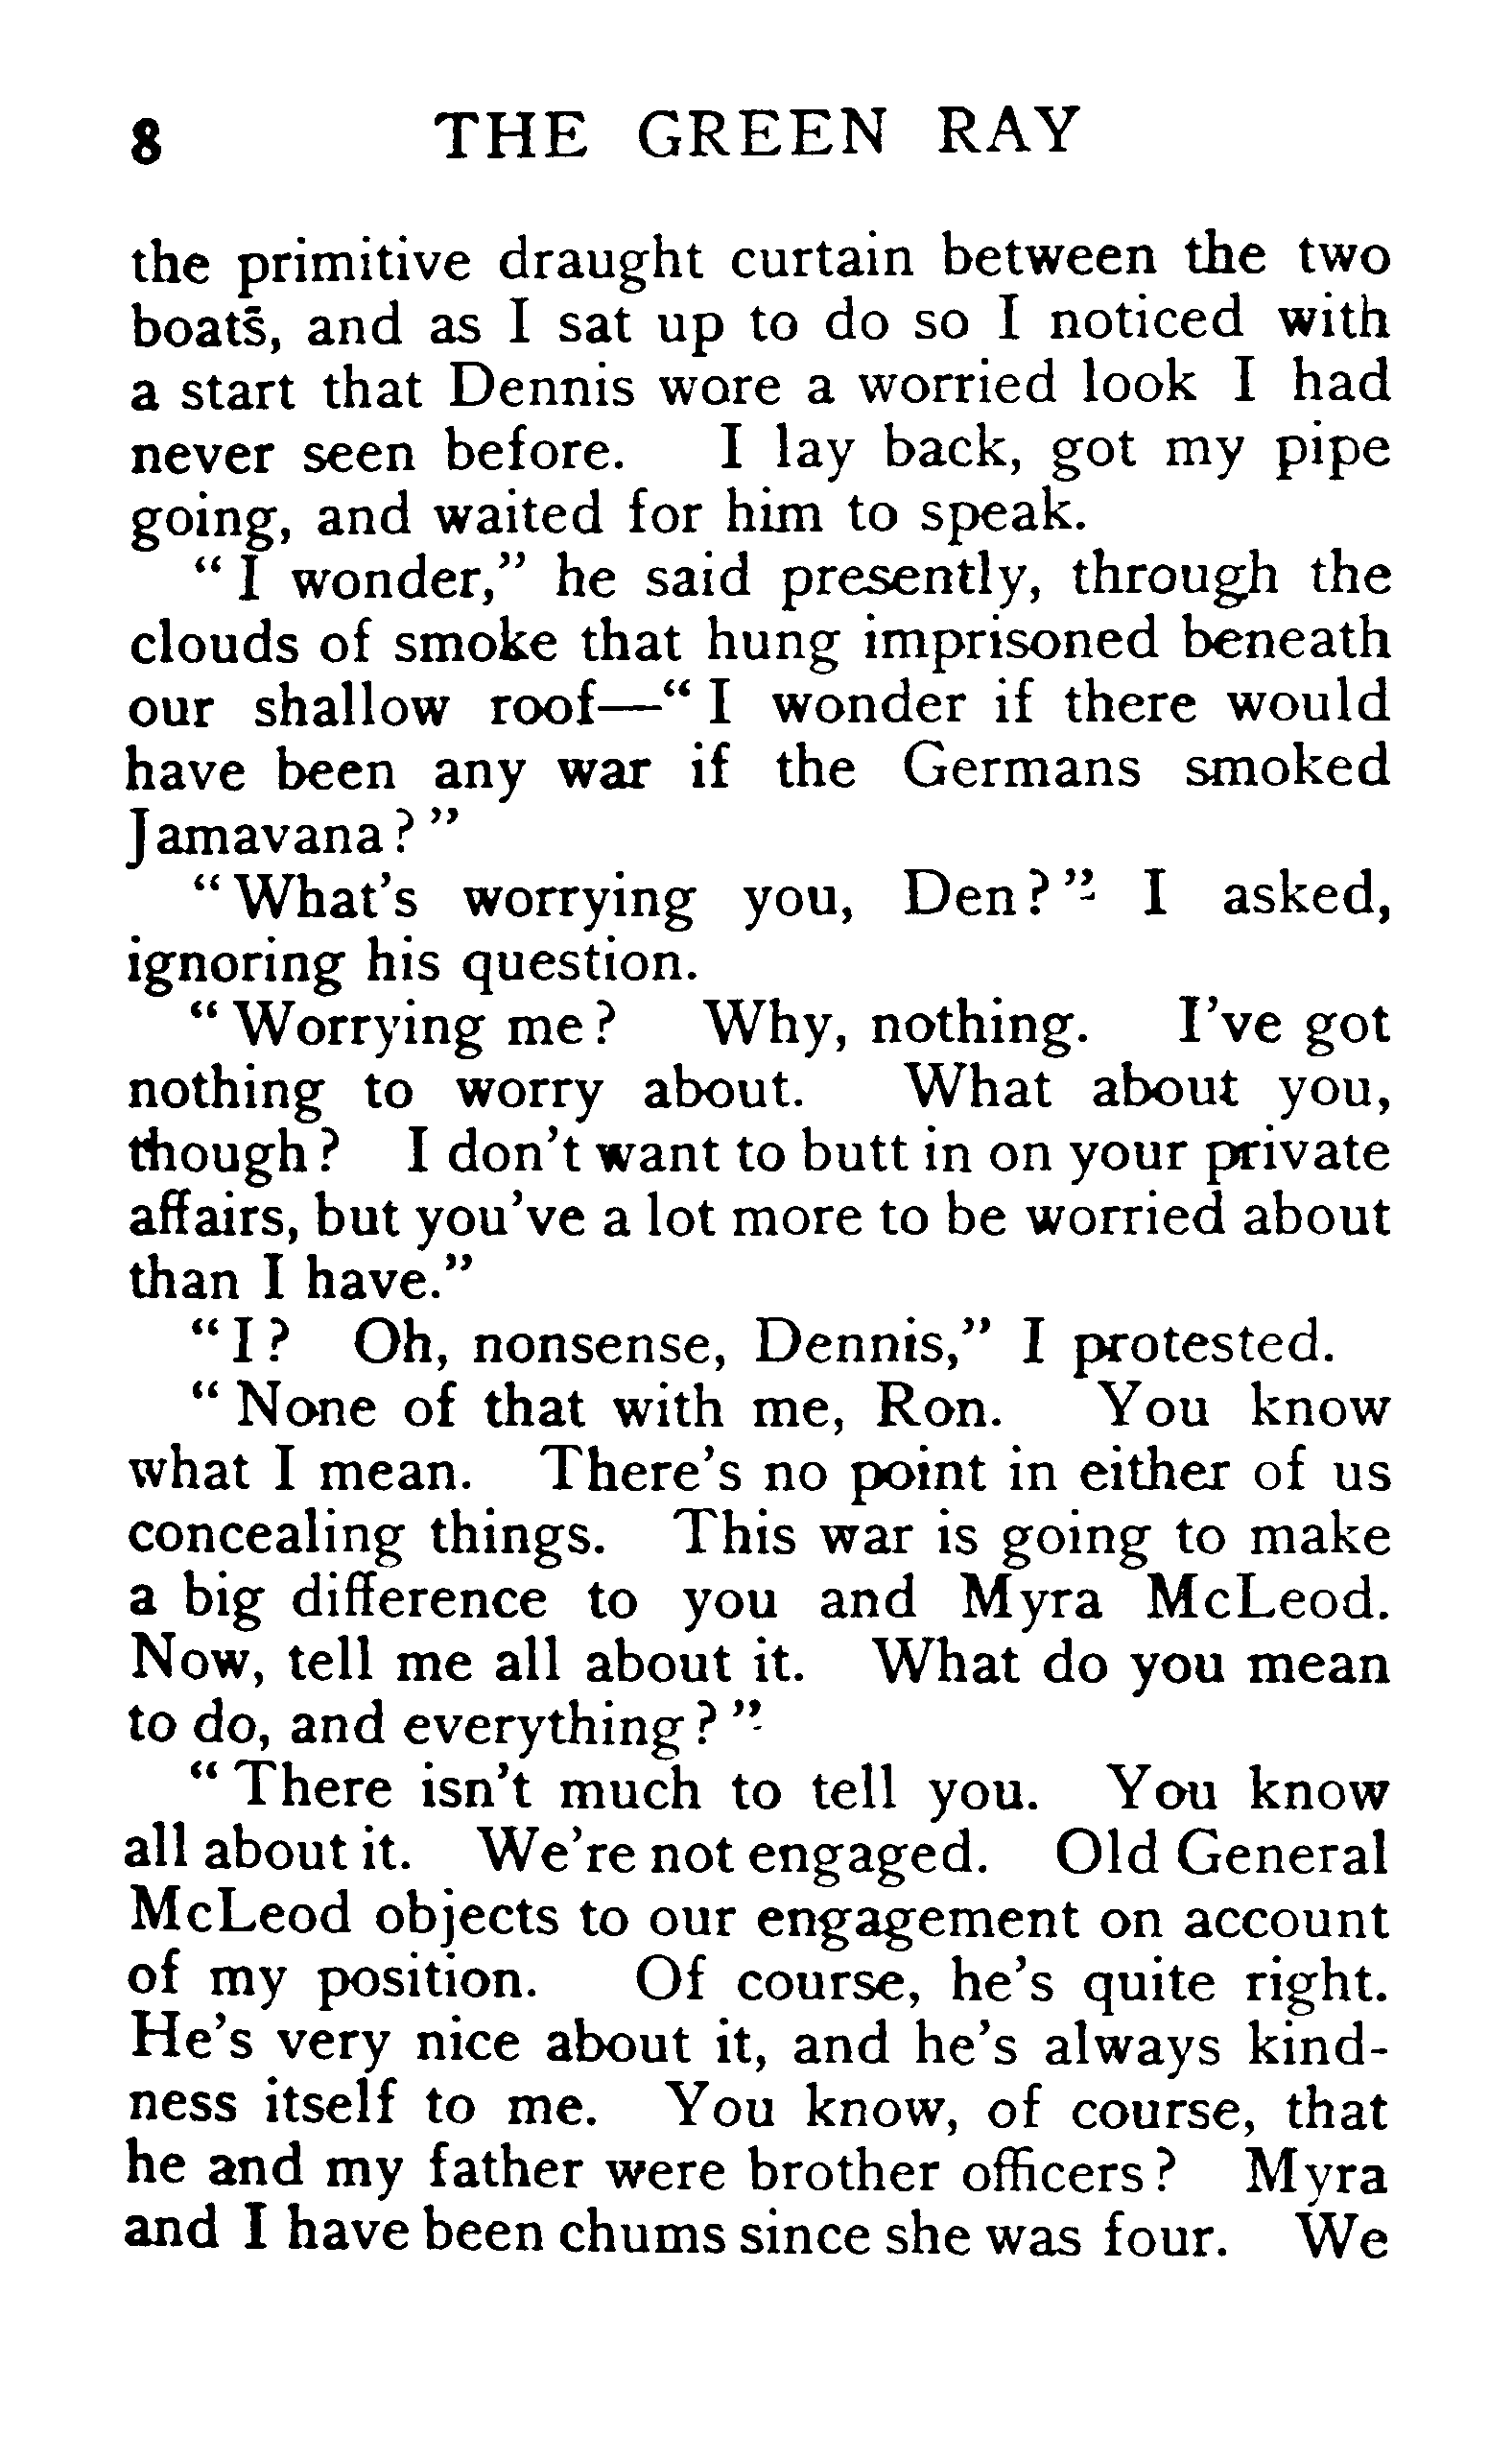 8 THE GREEN RAY
the primitive draught curtain between the two
boats, and as I sat up to do so I noticed with
a start that Dennis wore a worried look I had
never seen before. I lay back, got my pipe
going, and waited for him to speak.
"I wonder," he said presently, through the
clouds of smoke that hung imprisoned beneath
our shallow roof—"I wonder if there would
have been any war if the Germans smoked
Jamavana?"
"What's worrying you, Den?" I asked,
ignoring his question.
"Worrying me? Why, nothing. I've got
nothing to worry about. What about you,
though? I don't want to butt in on your private
affairs, but you've a lot more to be worried about
than I have."
"I? Oh, nonsense, Dennis," I protested.
"None of that with me, Ron. You know
what I mean. There's no point in either of us
concealing things. This war is going to make
a big difference to you and Myra McLeod.
Now, tell me all about it. What do you mean
to do, and everything?"
"There isn't much to tell you. You know
all about it. We're not engaged. Old General
McLeod objects to our engagement on account
of my position. Of course, he's quite right.
He's very nice about it, and he's always kind-
ness itself to me. You know, of course, that
he and my father were brother officers? Myra
and I have been chums since she was four. We